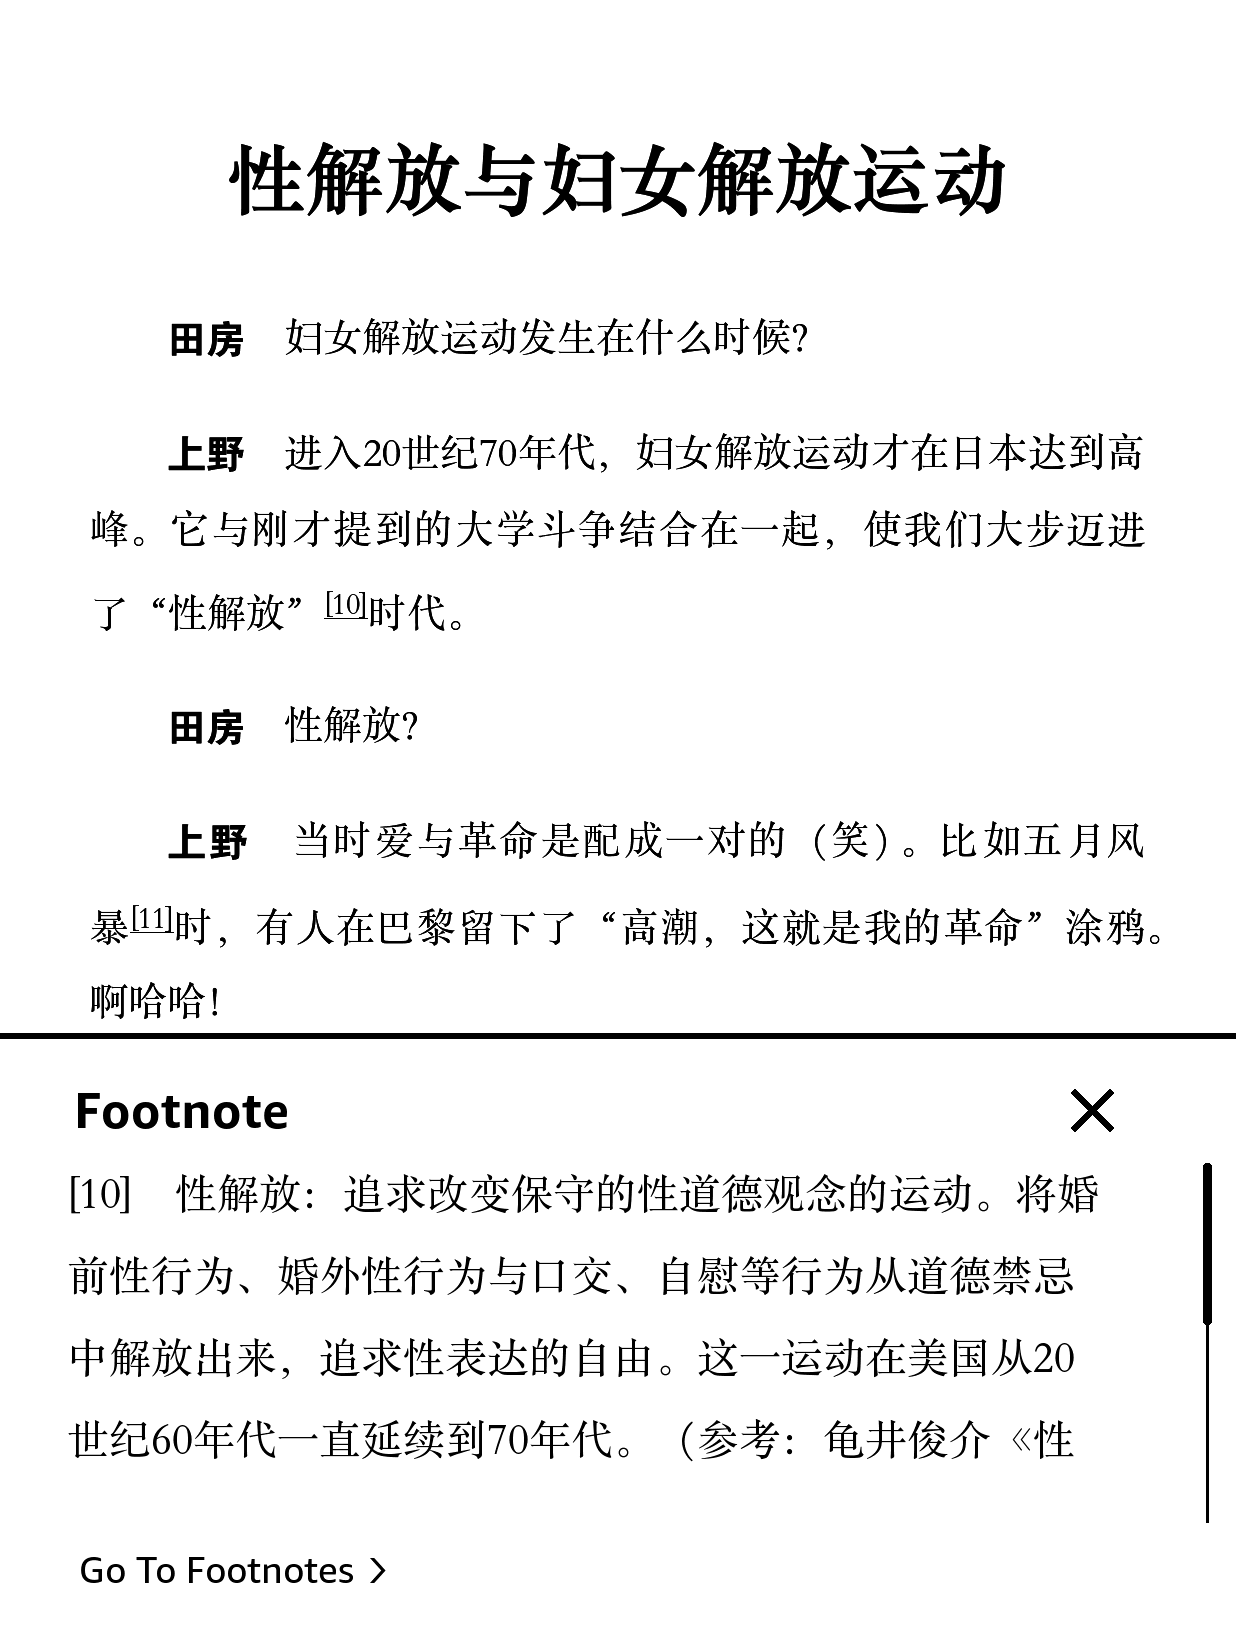 性解放与妇女解放运动
田房　妇女解放运动发生在什么时候？
上野　进入20世纪70年代，妇女解放运动才在日本达到高
峰。它与刚才提到的大学斗争结合在一起，使我们大步迈进
了“性解放”[10]时代。
田房　性解放？
上野　当时爱与革命是配成一对的（笑）。比如五月风
暴[11]时，有人在巴黎留下了“高潮，这就是我的革命”涂鸦。
啊哈哈！
Footnote
[10]　性解放：追求改变保守的性道德观念的运动。将婚
前性行为、婚外性行为与口交、自慰等行为从道德禁忌
中解放出来，追求性表达的自由。这一运动在美国从20
世纪60年代一直延续到70年代。（参考：龟井俊介《性
Go To Footnotes